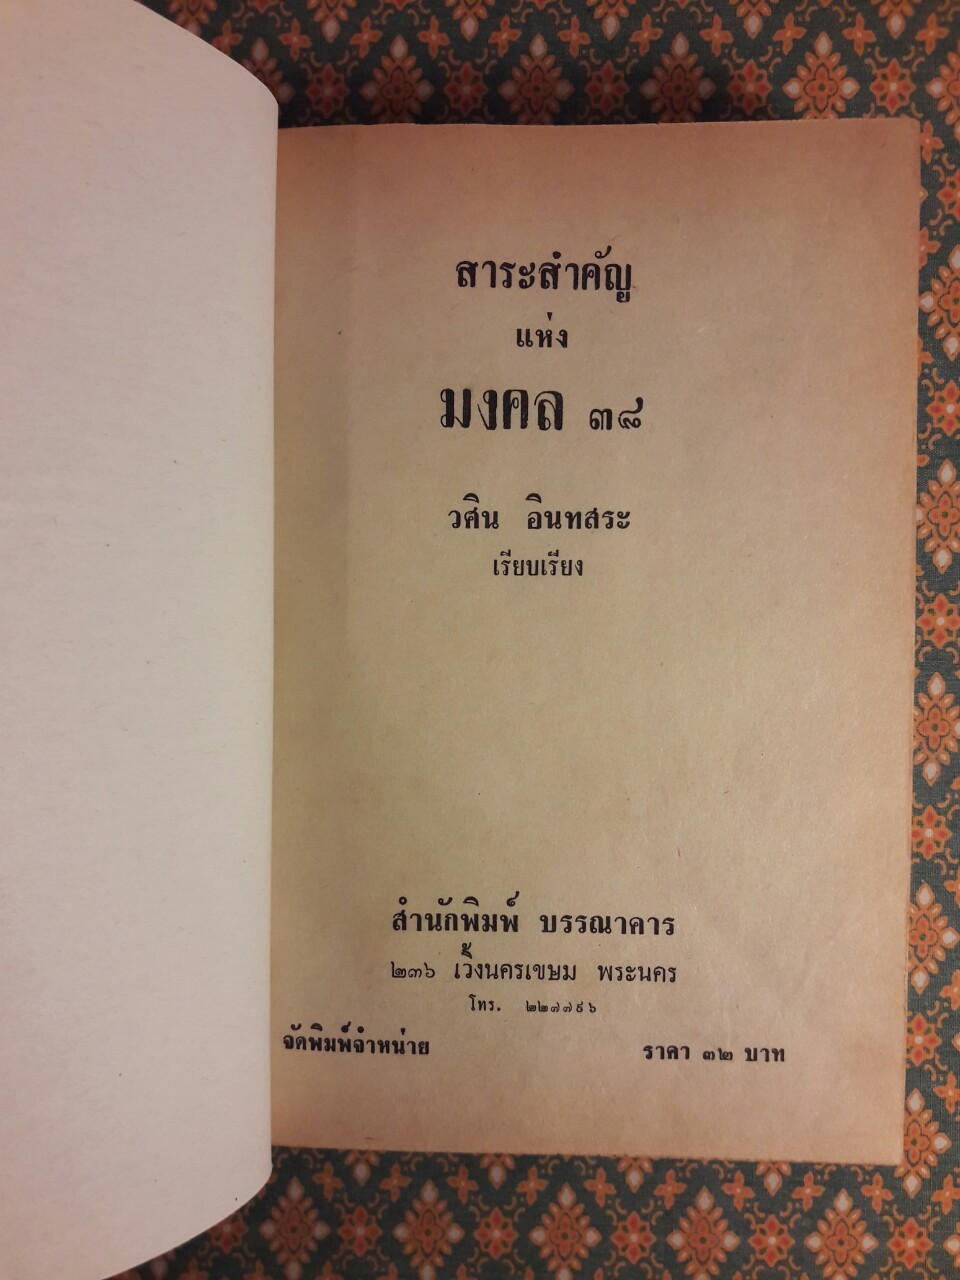 สาระสำคัญ
แห่ง
มงคล ๓๘
วศิน อินทสระ
เรียบเรียง
สำนักพิมพ์ บรรณาคาร
๒๓๖ เวิ้งนครเขษม พระนคร
โทร. ๒๒๗๗๙๖
จัดพิมพ์จำหน่าย
ราคา ๓๒ บาท